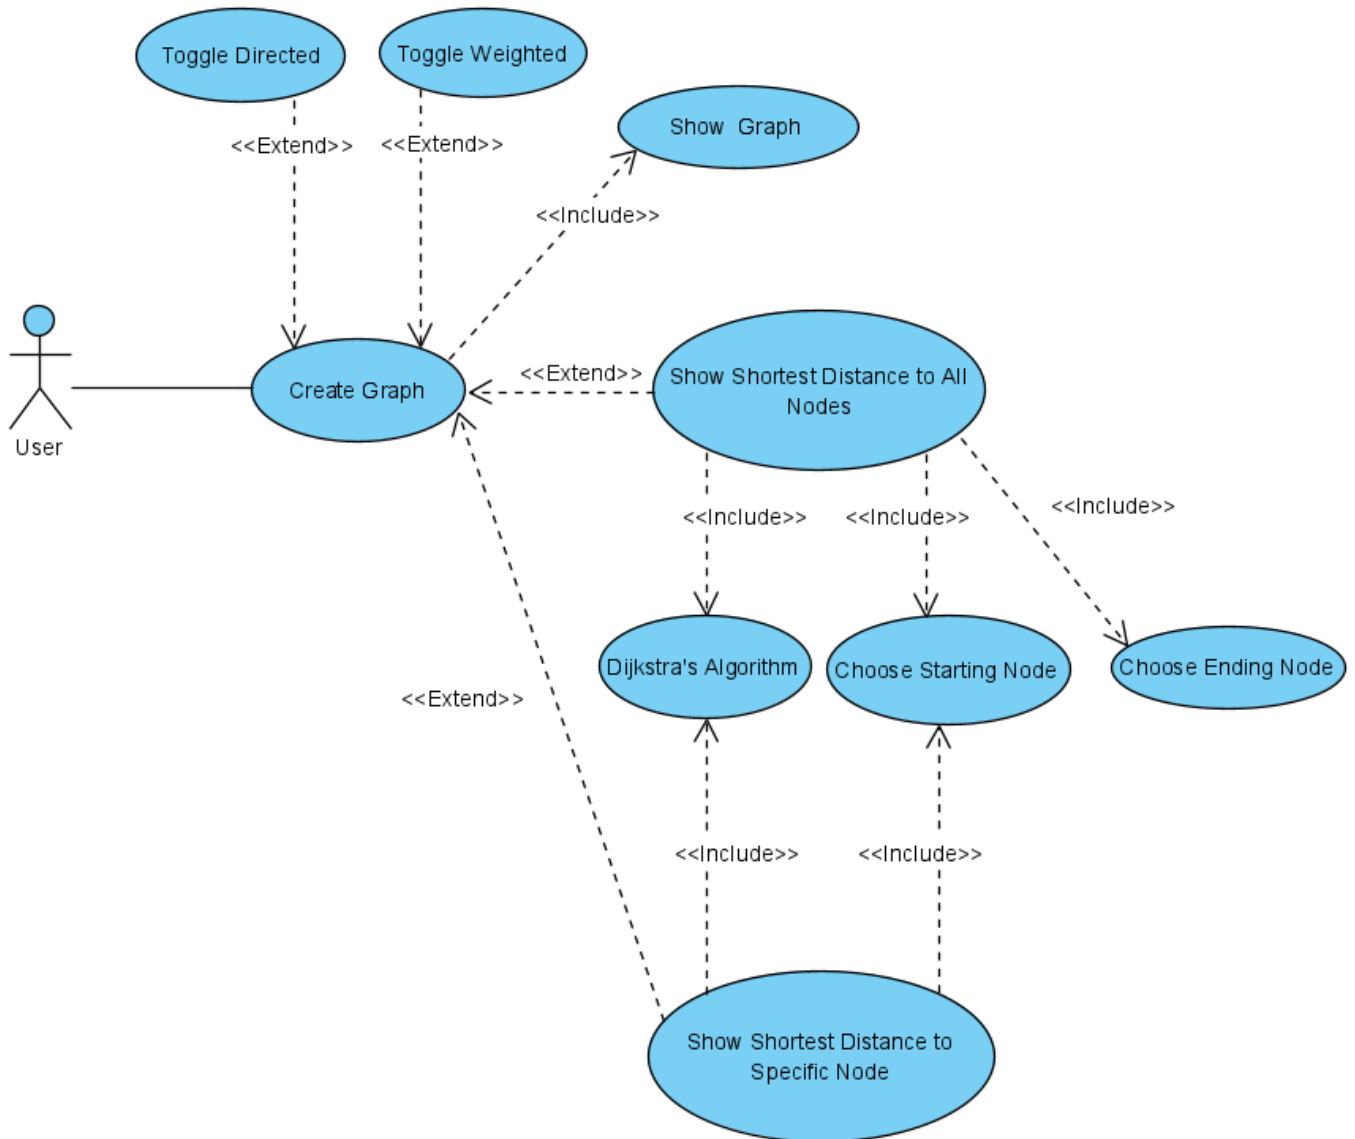 Toggle Directed
Toggle Weighted
Show Graph
<<Extend>>
<<Extend>>
<<Include>>
<<Extend>>
Show Shortest Distance to All
Nodes
Create Graph
User
<<Include>>
<<Include>>
<<Include>>
Dijkstra's Algorithm
Choose Starting Node
Choose Ending Node
<<Extend>>
<<Include>>
<<Include>>
Show Shortest Distance to
Specific Node